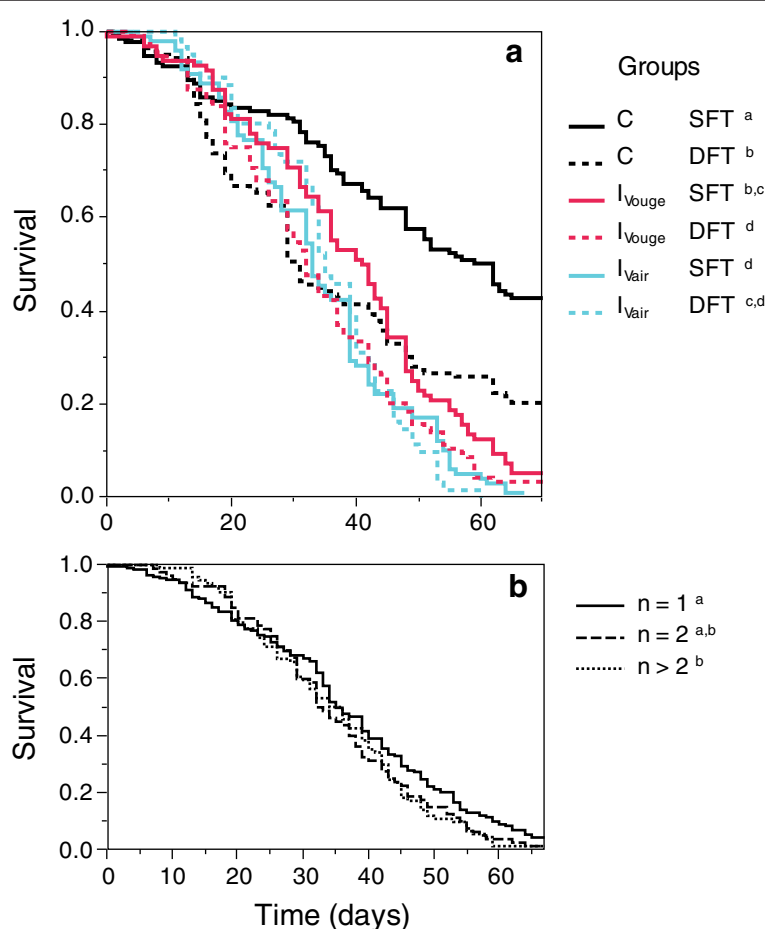 a
Groups
C SFT a
C DFT b
IVouge SFT b,c
IVouge DFT d
IVair SFT d
IVair DFT c,d
Survival
1.0
0.8
0.6
0.4
0.2
0.0
0 20 40 60
b
n = 1 a
n = 2 a,b
n > 2 b
Survival
1.0
0.8
0.6
0.4
0.2
0.0
0 10 20 30 40 50 60
Time (days)